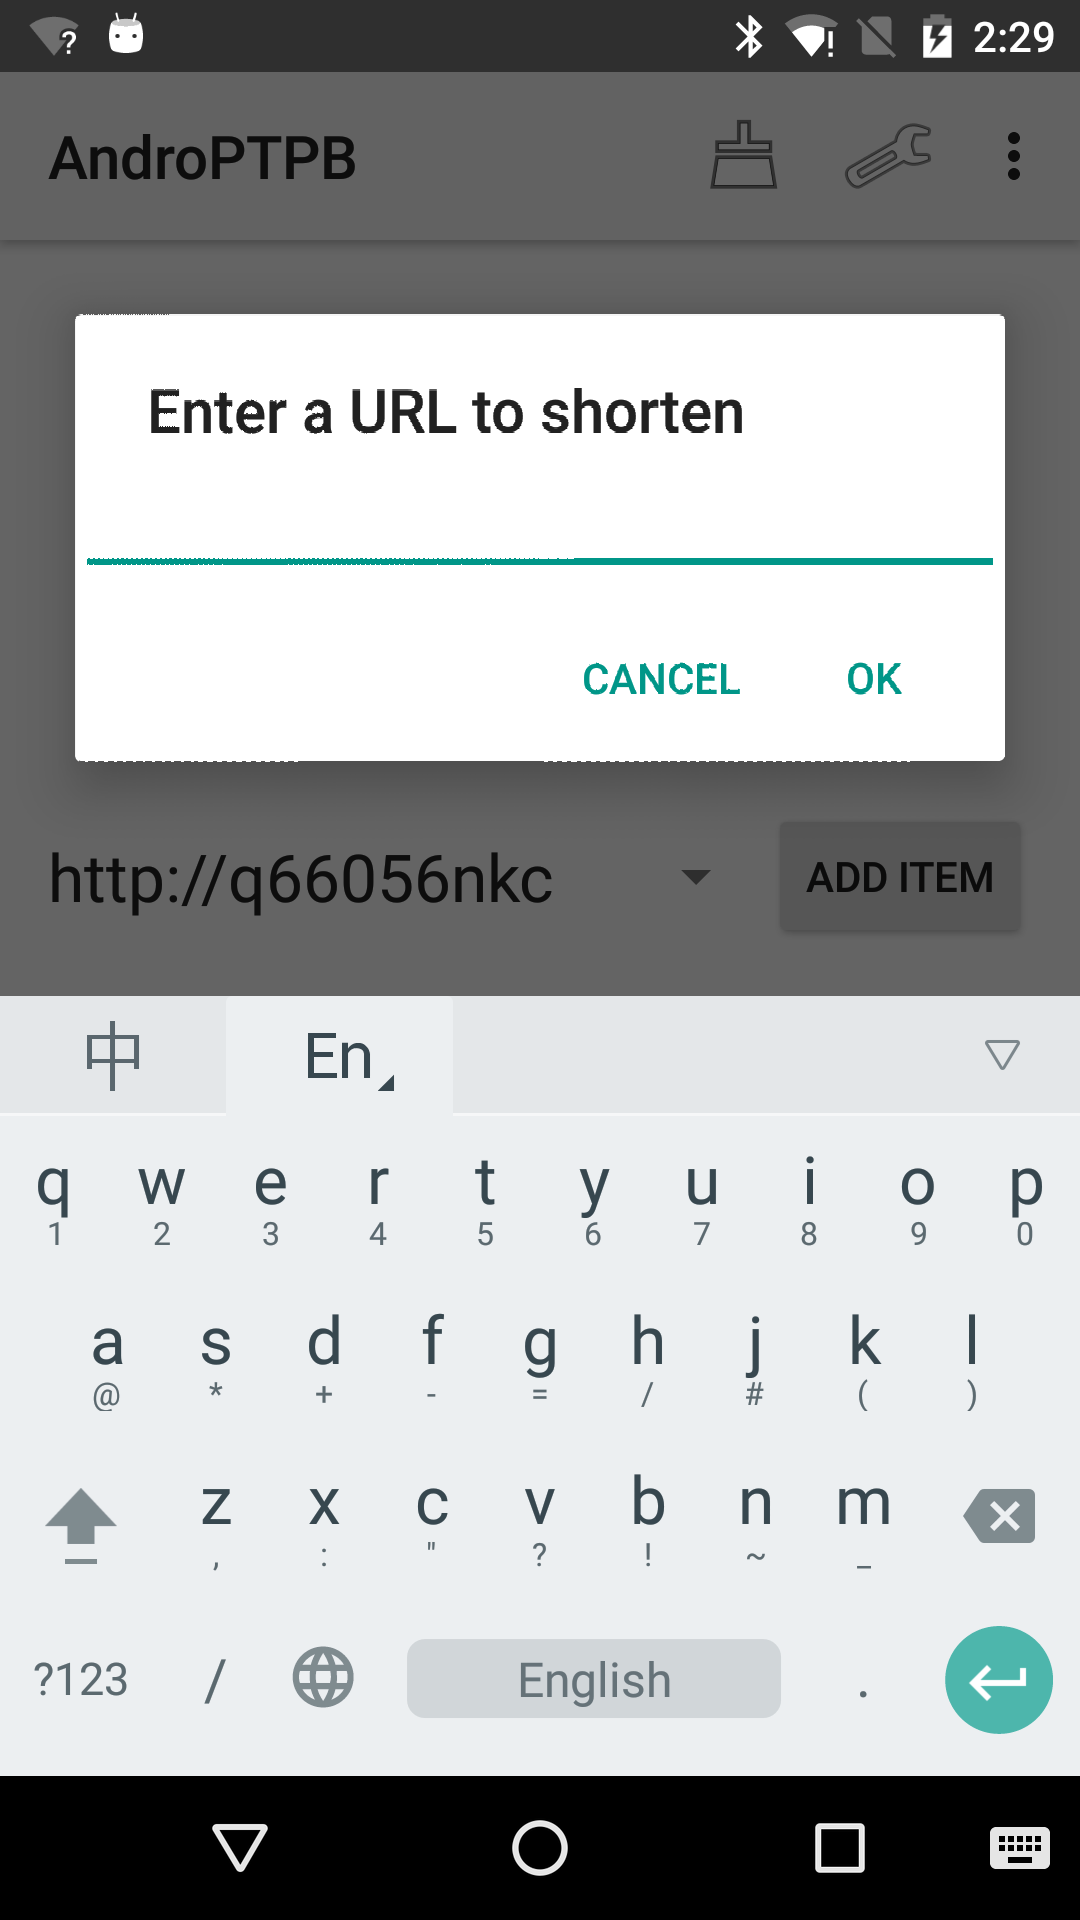 2:29
AndroPTPB
Enter a URL to shorten
CANCEL OK
http://q66056nkc
ADD ITEM
中 En
q w e r t y u i o p
1 2 3 4 5 6 7 8 9 0
a s d f g h j k l
@ * + - = / # ( )
z x c v b n m
, : " ? ! ~ _
?123 / English .